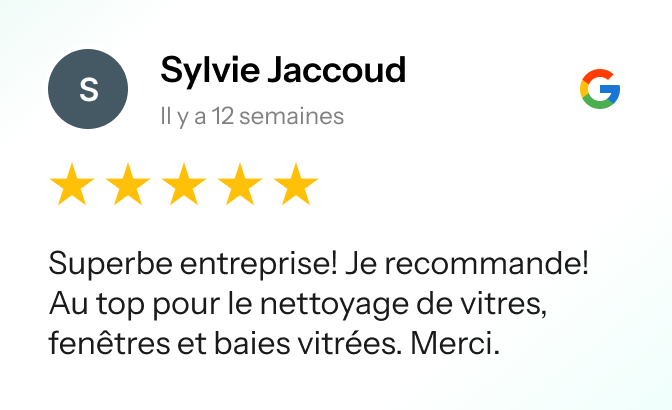 S
Sylvie Jaccoud
Il y a 12 semaines
Superbe entreprise! Je recommande!
Au top pour le nettoyage de vitres,
fenêtres et baies vitrées. Merci.